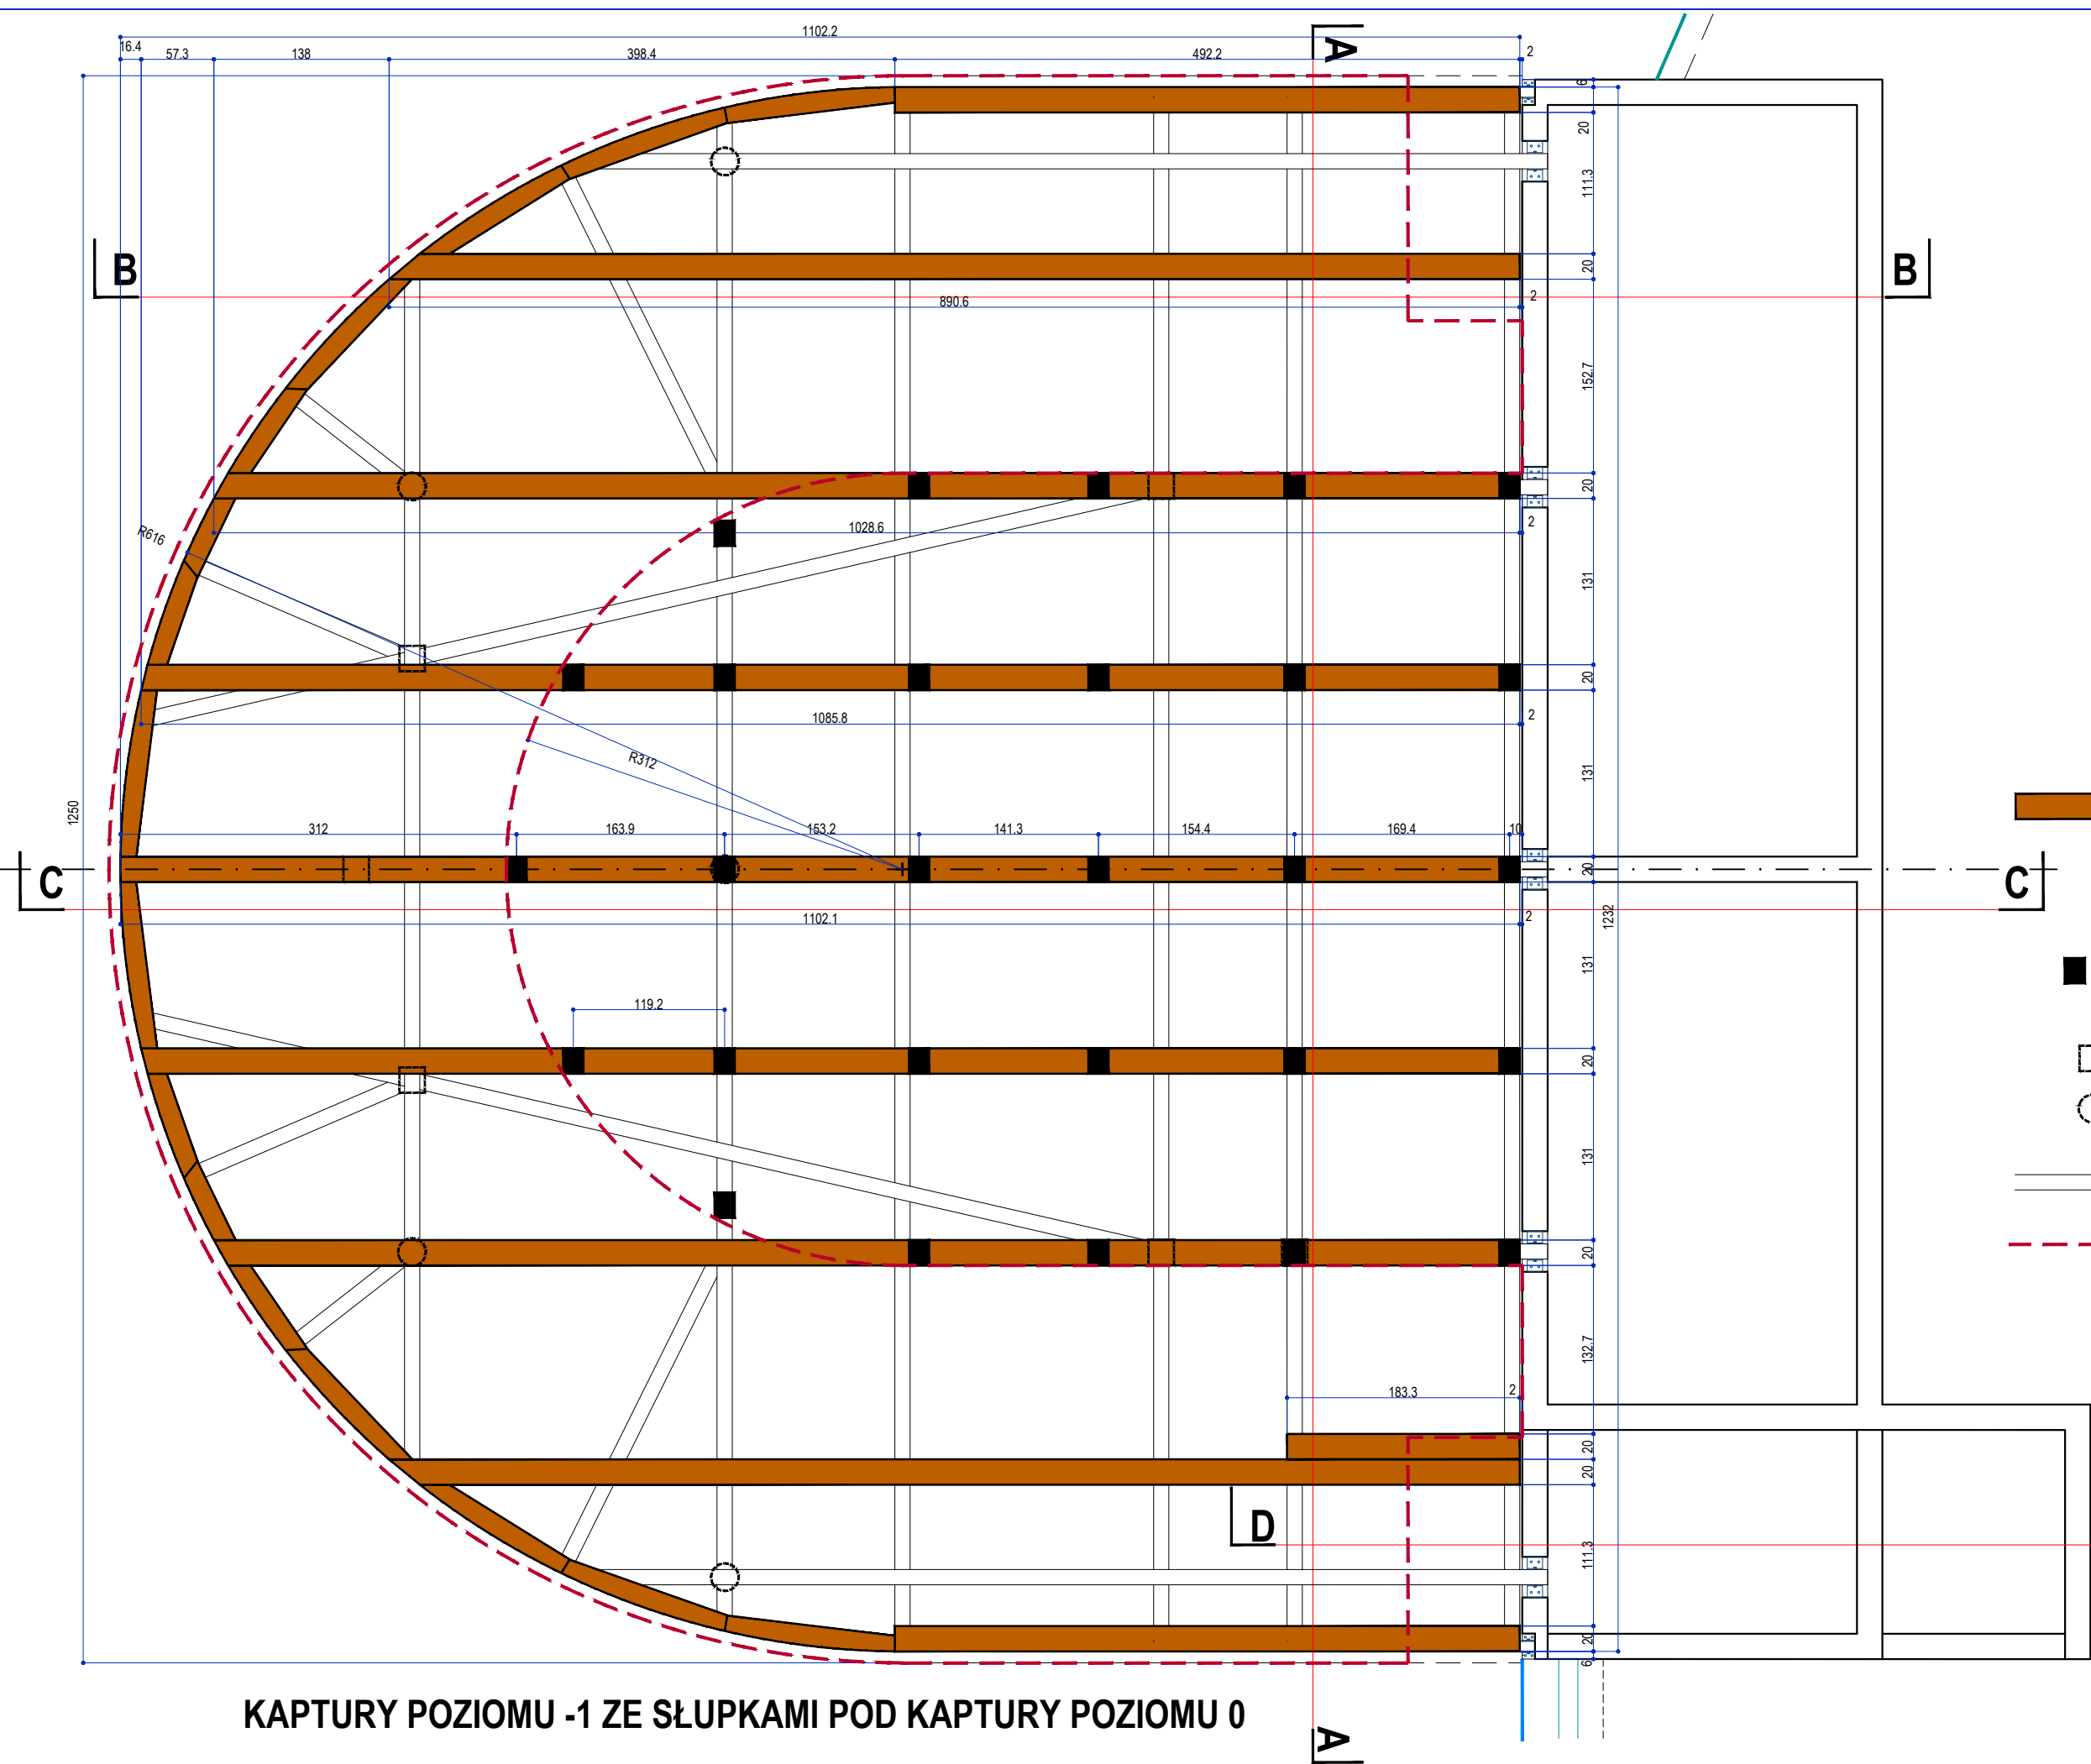 1102.2
16.4 57.3 138 398.4 492.2 2
A
6
20
111.3
B B
20
890.6 2
152.7
20
R616 1028.6 2
131
20
1085.8 2
R312
131
1250
312 163.9 153.2 141.3 154.4 169.4 10
20
C C
1102.1 2
1232
131
119.2
20
131
20
132.7
183.3 2
20
20
D
111.3
20
6
KAPTURY POZIOMU -1 ZE SŁUPKAMI POD KAPTURY POZIOMU 0
A